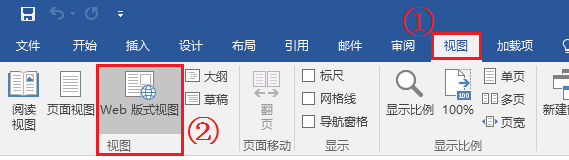 ①
文件 开始 插入 设计 布局 引用 邮件 审阅 视图 加载项
阅读视图 页面视图 Web 版式视图 大纲 草稿 ②
翻页
标尺 网格线 导航窗格
显示比例 100% 100 单页 多页 页宽
新建
视图 页面移动 显示 显示比例